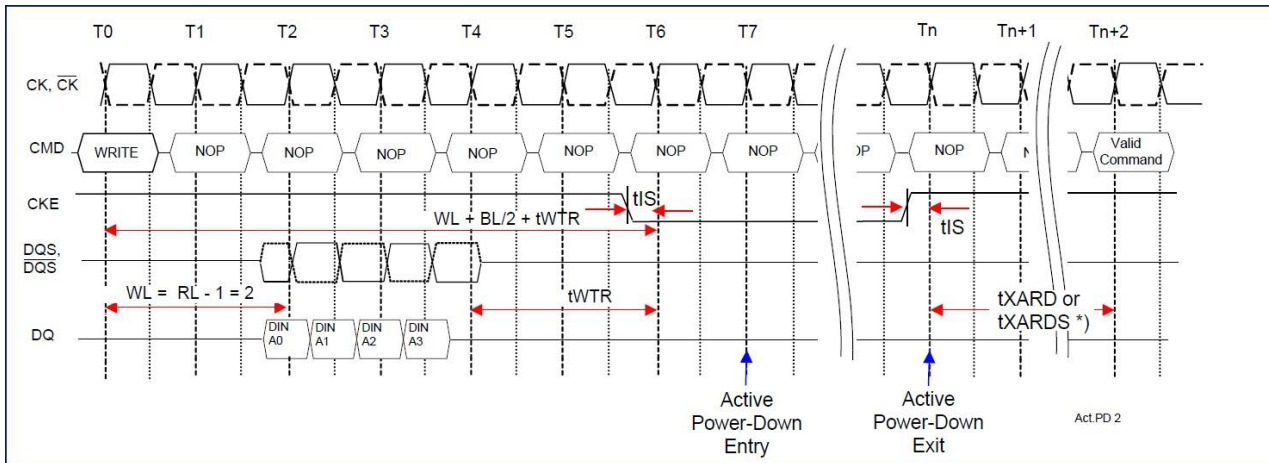 T0 T1 T2 T3 T4 T5 T6 T7 Tn Tn+1 Tn+2
CK, CK
CMD WRITE NOP NOP NOP NOP NOP NOP NOP OP NOP N Valid
Command
CKE
tIS
tIS
WL + BL/2 + tWTR
DQS,
DQS
WL = RL - 1 = 2
tWTR
tXARD or
tXARDS *)
DQ
DIN A0 DIN A1 DIN A2 DIN A3
Active
Power-Down
Entry
Active
Power-Down
Exit
Act.PD 2